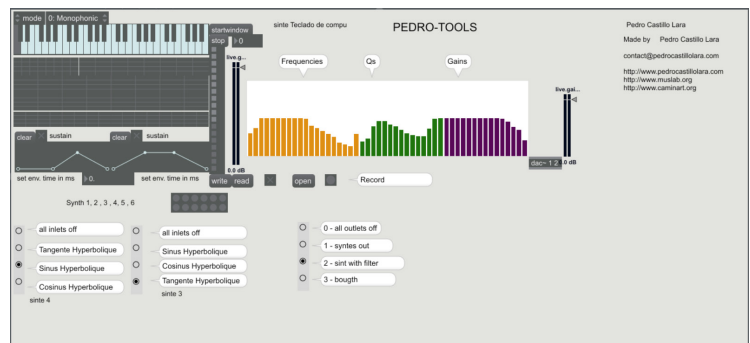 mode 0: Monophonic
startwindow
stop 0
live.g...
0.0 dB
clear sustain clear sustain
set env. time in ms 0. set env. time in ms
write read open Record
Synth 1, 2 , 3 , 4, 5 , 6
sinte Teclado de compu
PEDRO-TOOLS
Frequencies Qs Gains
live.gai...
dac~ 1 2 0.0 dB
Pedro Castillo Lara
Made by Pedro Castillo Lara
contact@pedrocastillolara.com
http://www.pedrocastillolara.com
http://www.muslab.org
http://www.caminart.org
all inlets off
Tangente Hyperbolique
Sinus Hyperbolique
Cosinus Hyperbolique
sinte 4
all inlets off
Sinus Hyperbolique
Cosinus Hyperbolique
Tangente Hyperbolique
sinte 3
0 - all outlets off
1 - syntes out
2 - sint with filter
3 - bougth